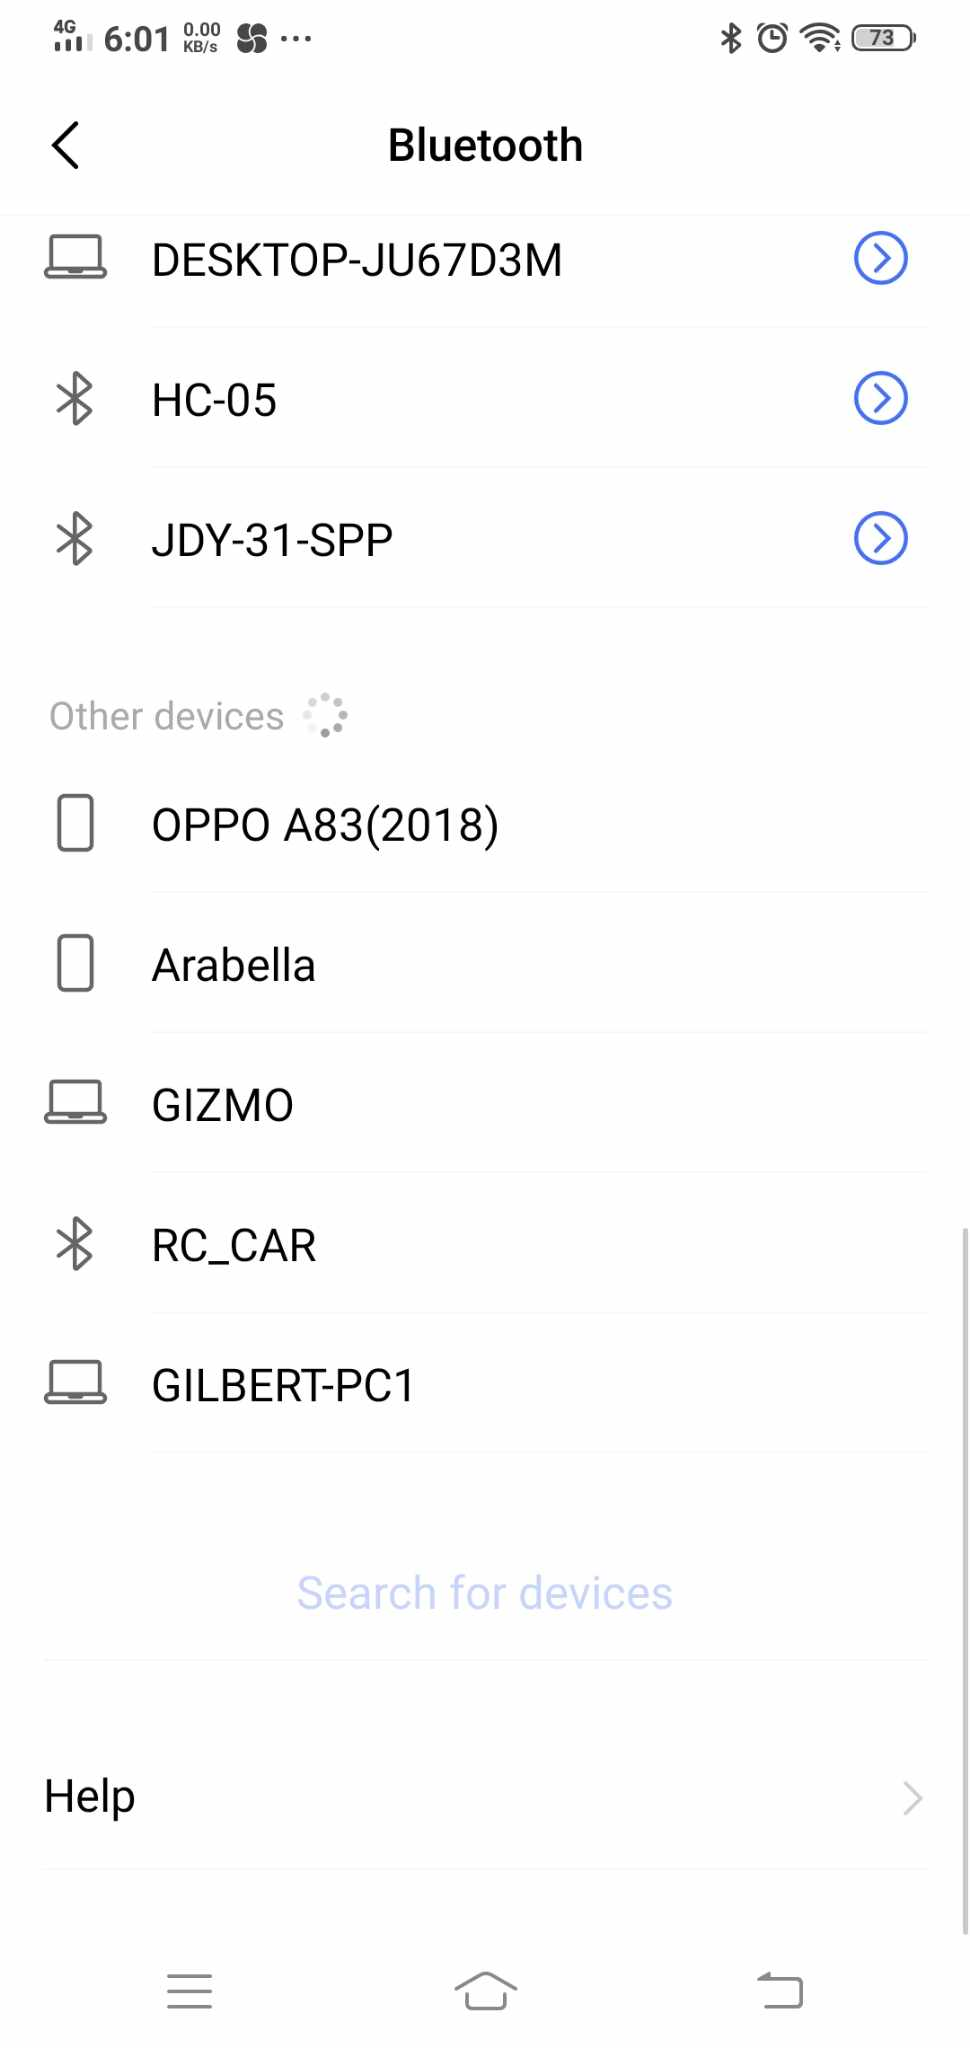 4G 6:01 0.00 KB/s ... 73
Bluetooth
DESKTOP-JU67D3M
HC-05
JDY-31-SPP
Other devices
OPPO A83(2018)
Arabella
GIZMO
RC_CAR
GILBERT-PC1
Search for devices
Help